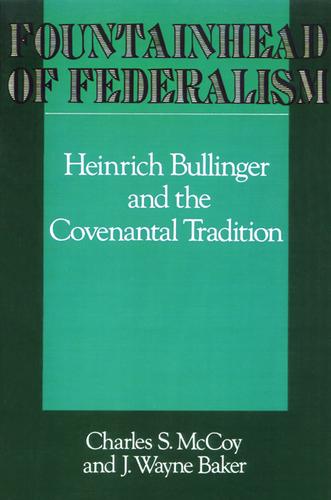 FOUNTAINHEAD
OF FEDERALISM
Heinrich Bullinger
and the
Covenantal Tradition
Charles S. McCoy
and J. Wayne Baker